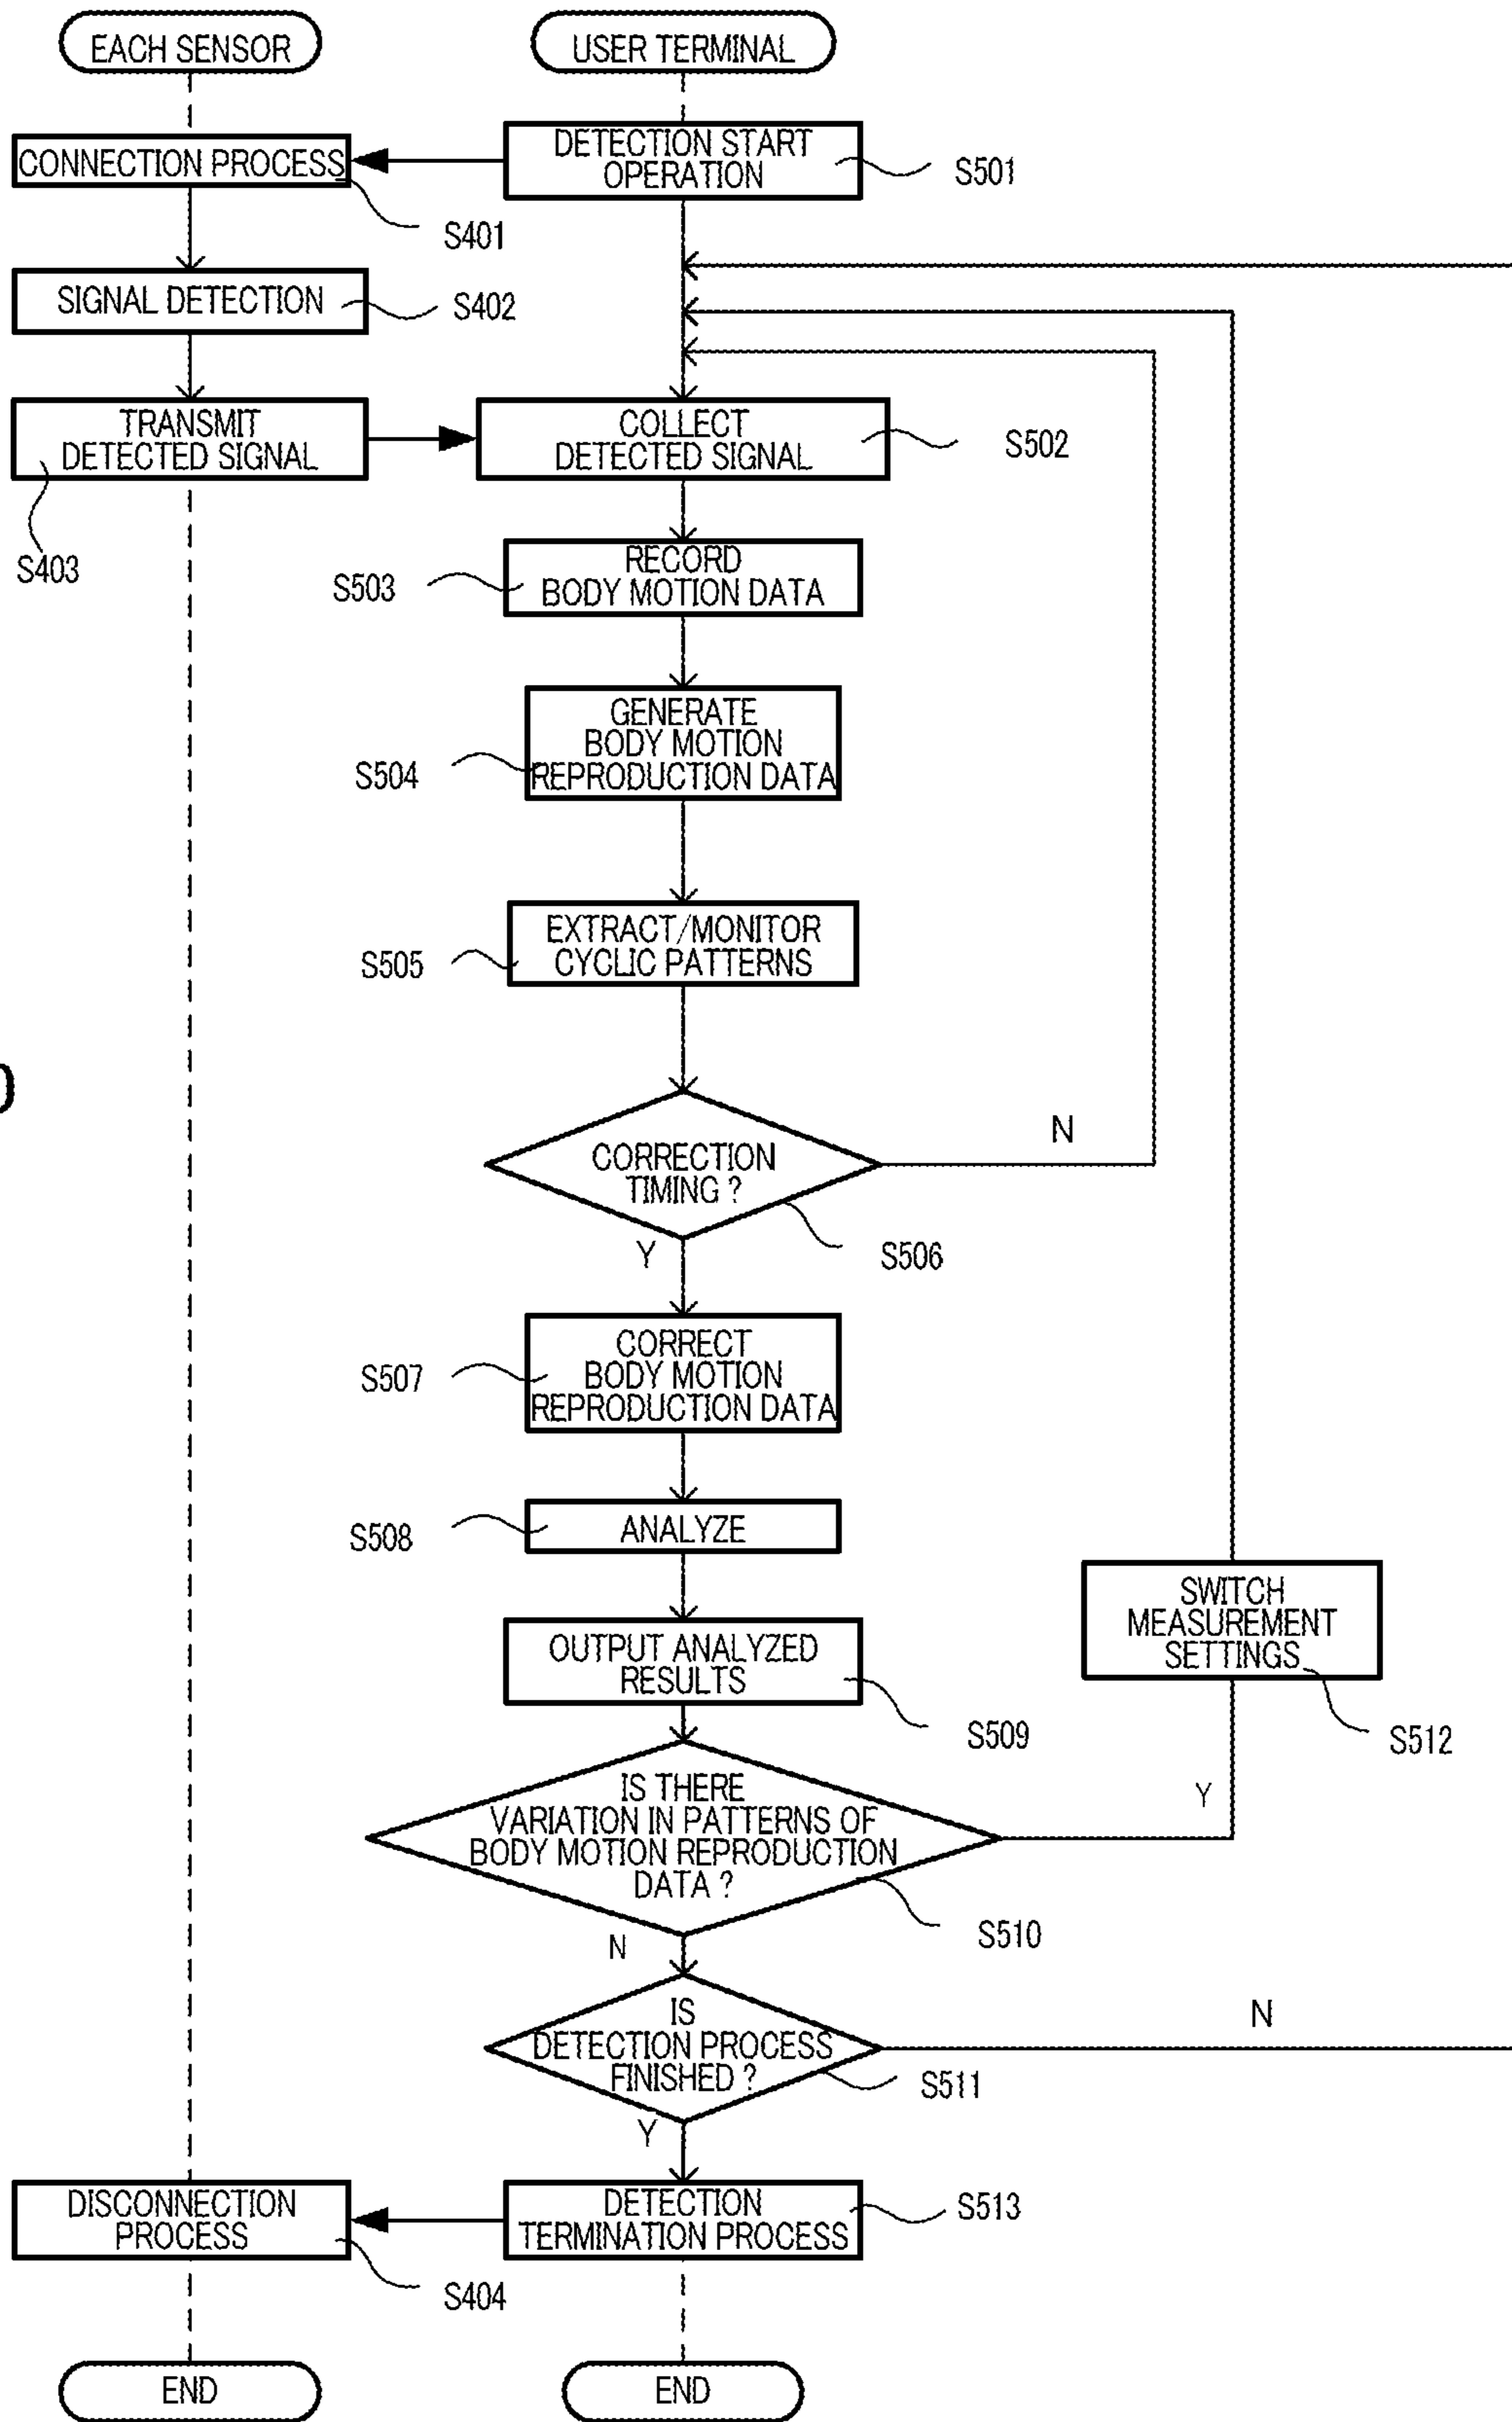 EACH SENSOR
USER TERMINAL
CONNECTION PROCESS
DETECTION START
OPERATION
S501
S401
SIGNAL DETECTION
S402
TRANSMIT
DETECTED SIGNAL
COLLECT
DETECTED SIGNAL
S502
S403
RECORD
BODY MOTION DATA
S503
GENERATE
BODY MOTION
REPRODUCTION DATA
S504
EXTRACT/MONITOR
CYCLIC PATTERNS
S505
CORRECTION
TIMING ?
N
S506
Y
CORRECT
BODY MOTION
REPRODUCTION DATA
S507
ANALYZE
S508
SWITCH
MEASUREMENT
SETTINGS
OUTPUT ANALYZED
RESULTS
S509
S512
IS THERE
VARIATION IN PATTERNS OF
BODY MOTION REPRODUCTION
DATA ?
Y
S510
N
IS
DETECTION PROCESS
FINISHED ?
N
S511
Y
DISCONNECTION
PROCESS
DETECTION
TERMINATION PROCESS
S513
S404
END
END